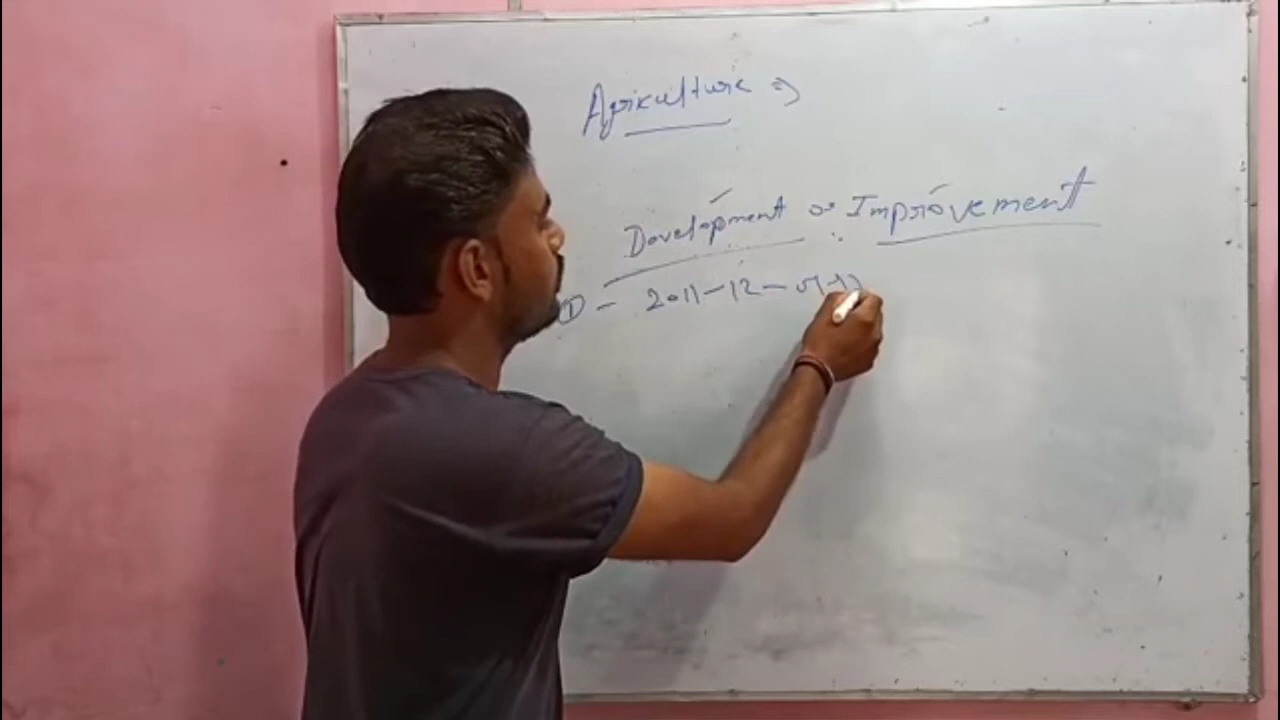 Agriculture ⇒
Development or Improvement
① - 2011-12-